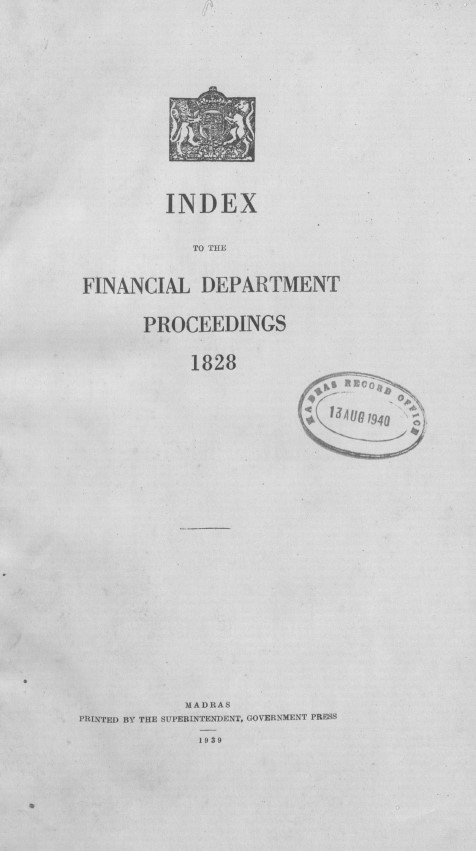 INDEX
TO THE
FINANCIAL DEPARTMENT
PROCEEDINGS
1828
MADRAS RECORD OFFICE
13 AUG 1940
MADRAS
PRINTED BY THE SUPERINTENDENT, GOVERNMENT PRESS
1939